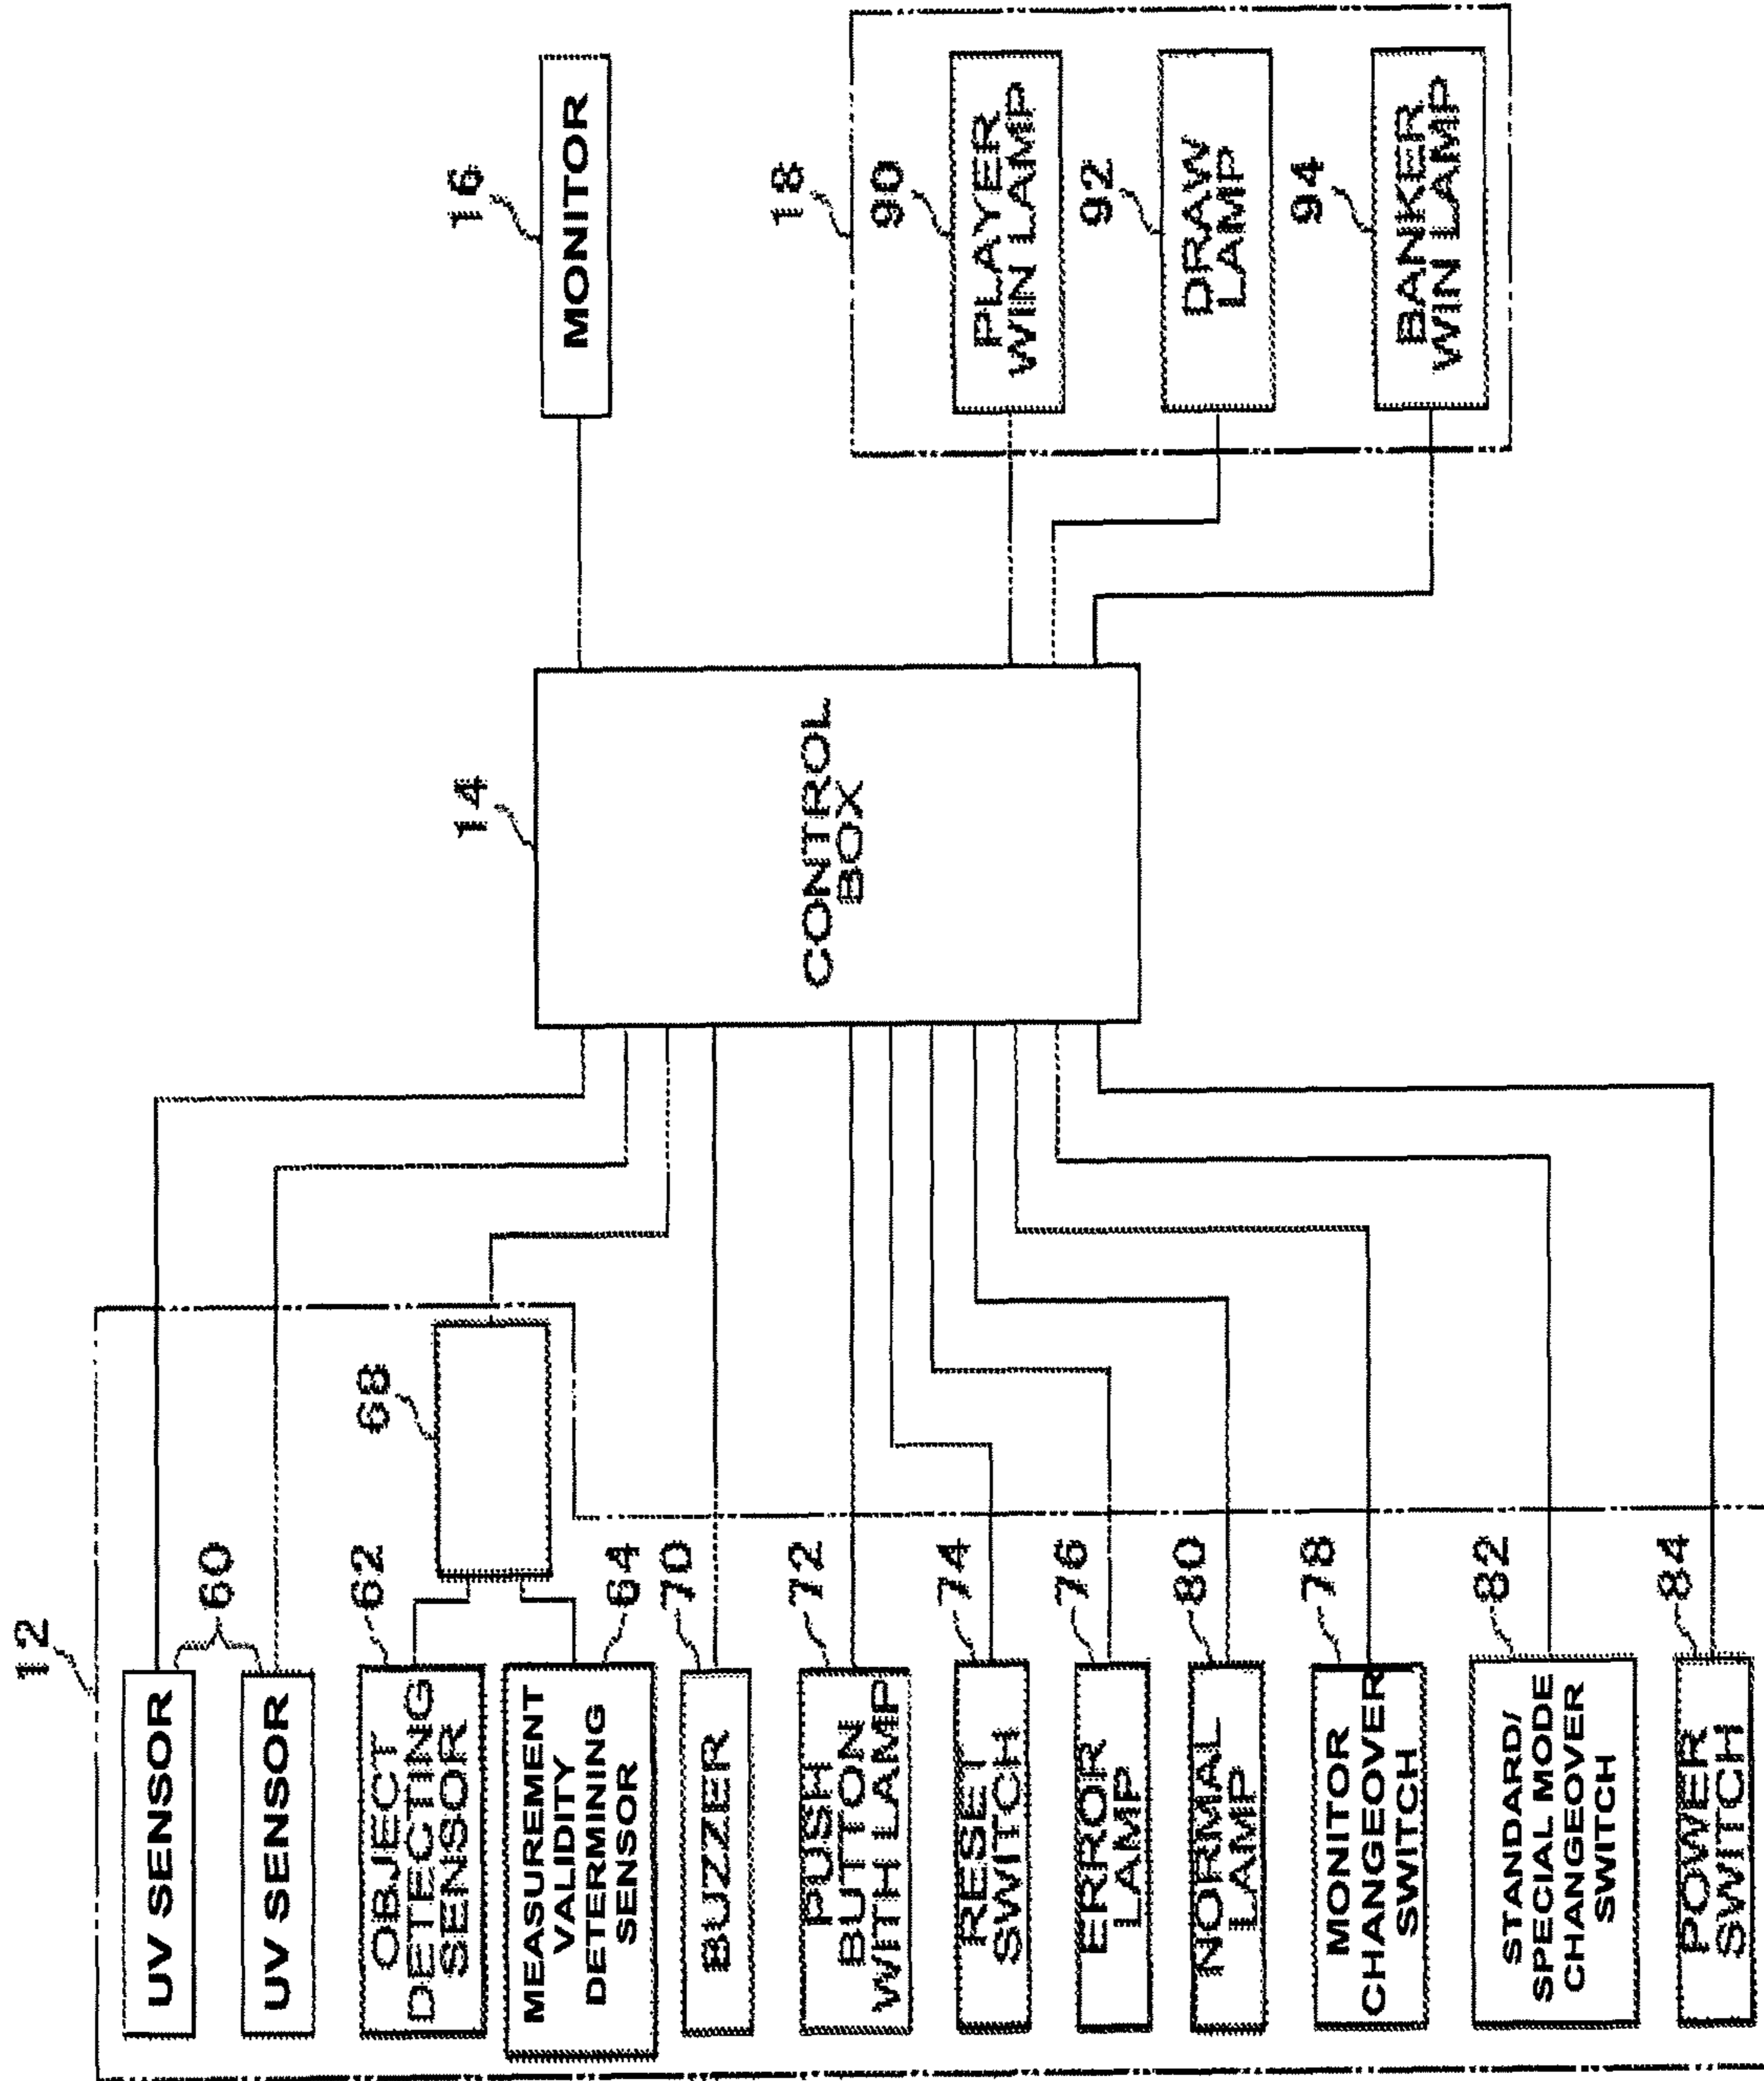 12
UV SENSOR
60
UV SENSOR
62
OBJECT
DETECTING
SENSOR
68
MEASUREMENT
VALIDITY
DETERMINING
SENSOR
64
70
BUZZER
72
PUSH
BUTTON
WITH LAMP
74
RESET
SWITCH
76
ERROR
LAMP
80
NORMAL
LAMP
78
MONITOR
CHANGEOVER
SWITCH
82
STANDARD/
SPECIAL MODE
CHANGEOVER
SWITCH
84
POWER
SWITCH
14
CONTROL
BOX
16
MONITOR
18
90
PLAYER
WIN LAMP
92
DRAW
LAMP
94
BANKER
WIN LAMP